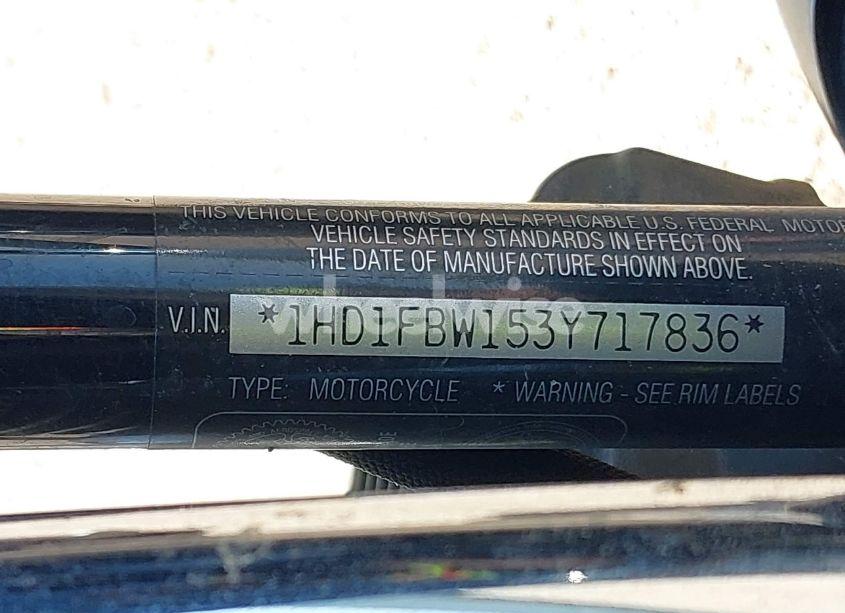 THIS VEHICLE CONFORMS TO ALL APPLICABLE U.S. FEDERAL MOTOR
VEHICLE SAFETY STANDARDS IN EFFECT ON
THE DATE OF MANUFACTURE SHOWN ABOVE.
V.I.N. *1HD1FBW153Y717836*
TYPE: MOTORCYCLE * WARNING - SEE RIM LABELS